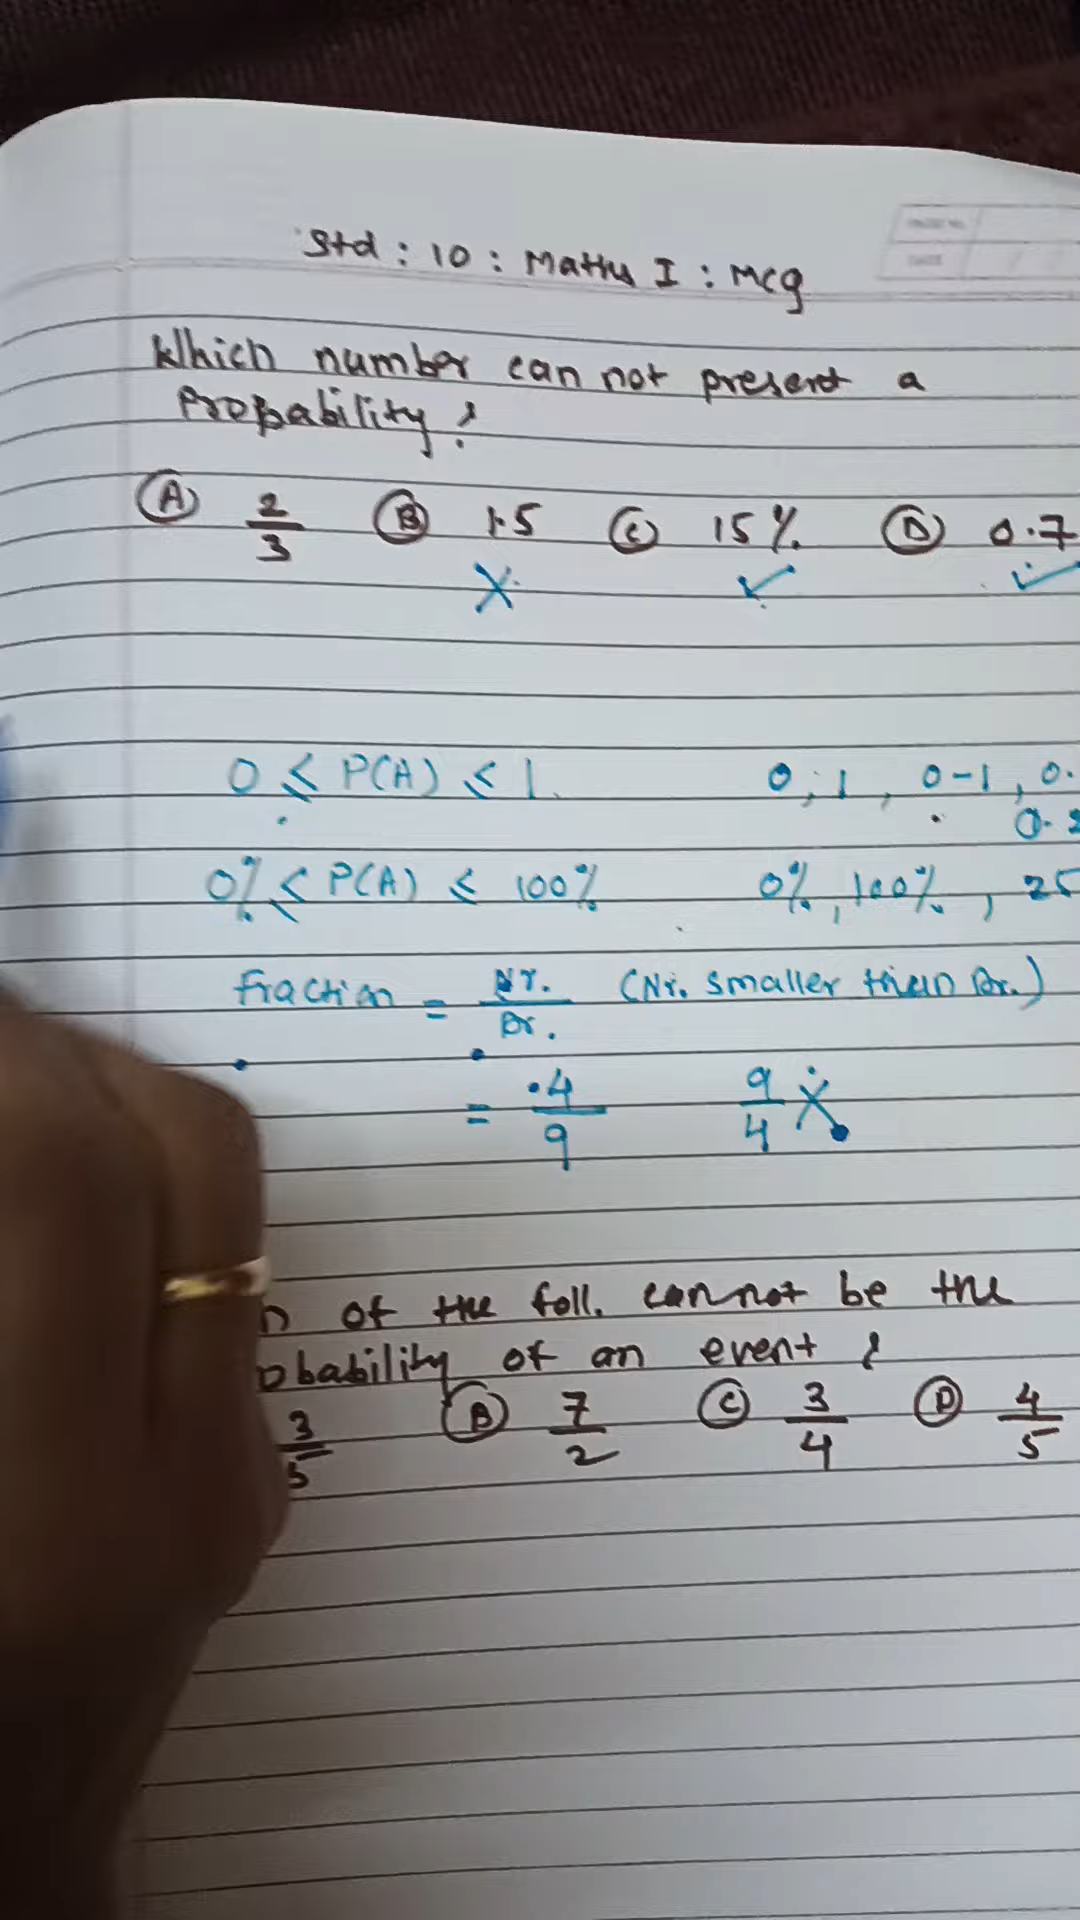 Std : 10 : Maths I : Mcq
Which number can not present a
Probability ?
(A) 2/3 (B) 1.5 (C) 15% (D) 0.7
0 ≤ P(A) ≤ 1. 0, 1, 0-1, 0.
0.2
0% ≤ P(A) ≤ 100% 0%, 100%, 25
Fraction = Nr./Dr. (Nr. smaller than Dr.)
= 4/9 9/4 X
of the foll. cannot be the
obability of an event ?
3/5 (B) 7/2 (C) 3/4 (D) 4/5